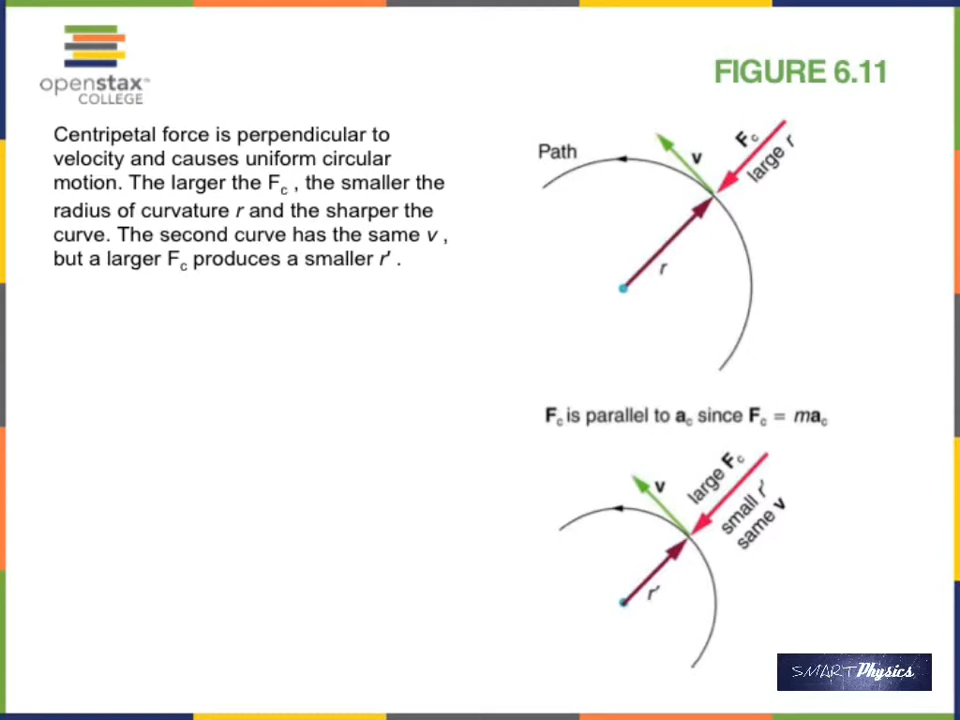 openstax™
COLLEGE
FIGURE 6.11
Centripetal force is perpendicular to
velocity and causes uniform circular
motion. The larger the Fc , the smaller the
radius of curvature r and the sharper the
curve. The second curve has the same v ,
but a larger Fc produces a smaller r′ .
Path
v
Fc
large r
r
Fc is parallel to ac since Fc = mac
v
large Fc
small r′
same v
r′
SMART Physics